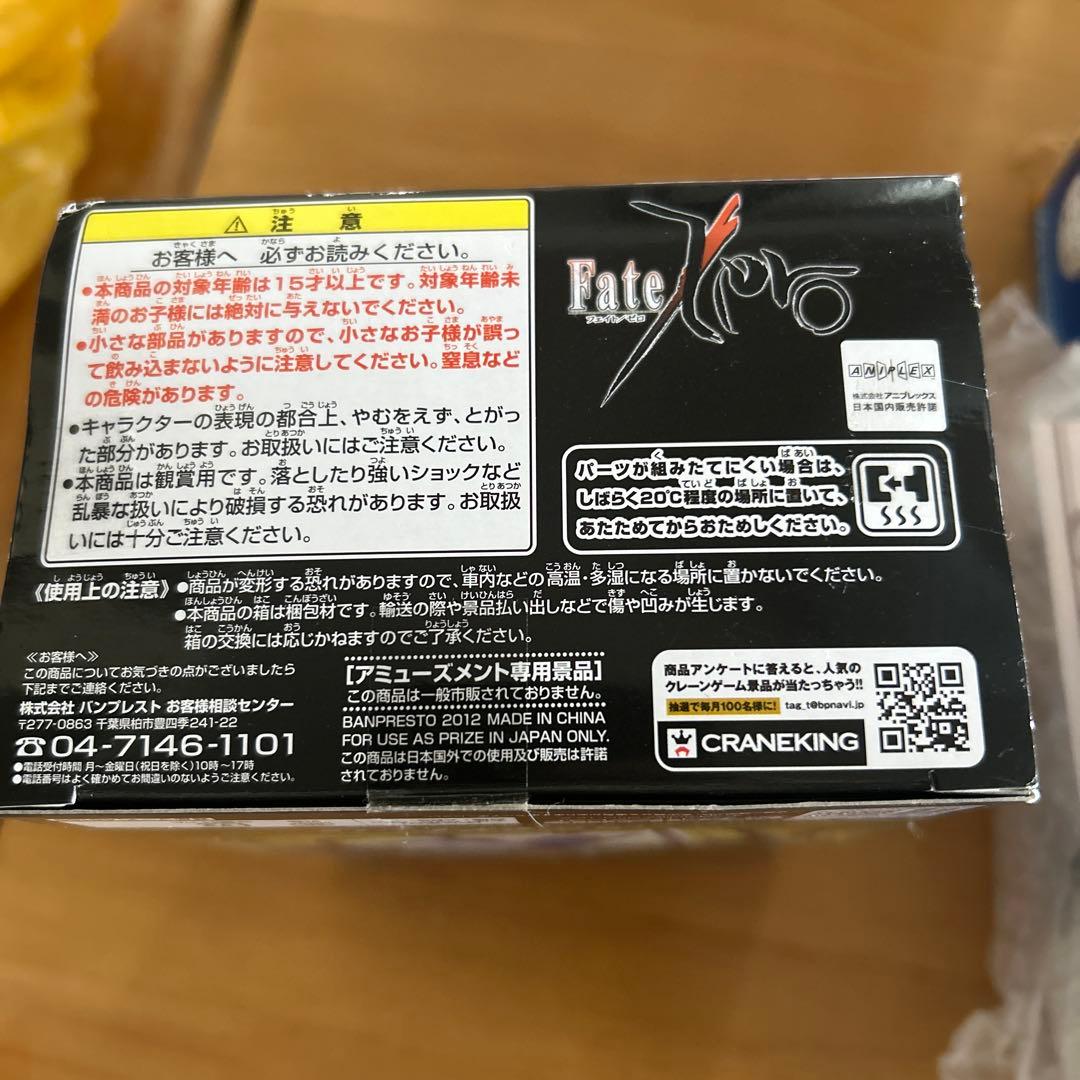 ⚠ 注意
お客様へ 必ずお読みください。
●本商品の対象年齢は15才以上です。対象年齢未
満のお子様には絶対に与えないでください。
●小さな部品がありますので、小さなお子様が誤っ
て飲み込まないように注意してください。窒息など
の危険があります。
●キャラクターの表現の都合上、やむをえず、とがっ
た部分があります。お取扱いにはご注意ください。
●本商品は観賞用です。落としたり強いショックなど
乱暴な扱いにより破損する恐れがあります。お取扱
いには十分ご注意ください。
Fate/Zero
フェイト/ゼロ
ANIPLEX
株式会社 アニプレックス
日本国内販売許諾
パーツが組みたてにくい場合は、
しばらく20℃程度の場所に置いて、
あたためてからおためしください。
《使用上の注意》●商品が変形する恐れがありますので、車内などの高温・多湿になる場所に置かないでください。
●本商品の箱は梱包材です。輸送の際や景品払い出しなどで傷や凹みが生じます。
箱の交換には応じかねますのでご了承ください。
≪お客様へ≫
この商品についてお気づきの点がございましたら
下記までご連絡ください。
株式会社 バンプレスト お客様相談センター
〒277-0863 千葉県柏市豊四季241-22
☎04-7146-1101
●電話受付時間 月〜金曜日(祝日を除く)10時〜17時
●電話番号はよく確かめてお間違いのないようご注意ください。
[アミューズメント専用景品]
この商品は一般市販されておりません。
BANPRESTO 2012 MADE IN CHINA
FOR USE AS PRIZE IN JAPAN ONLY.
この商品は日本国外での使用及び販売は許諾
されておりません。
商品アンケートに答えると、人気の
クレーンゲーム景品が当たっちゃう!!
抽選で毎月100名様に! tag_t@bpnavi.jp
CRANEKING